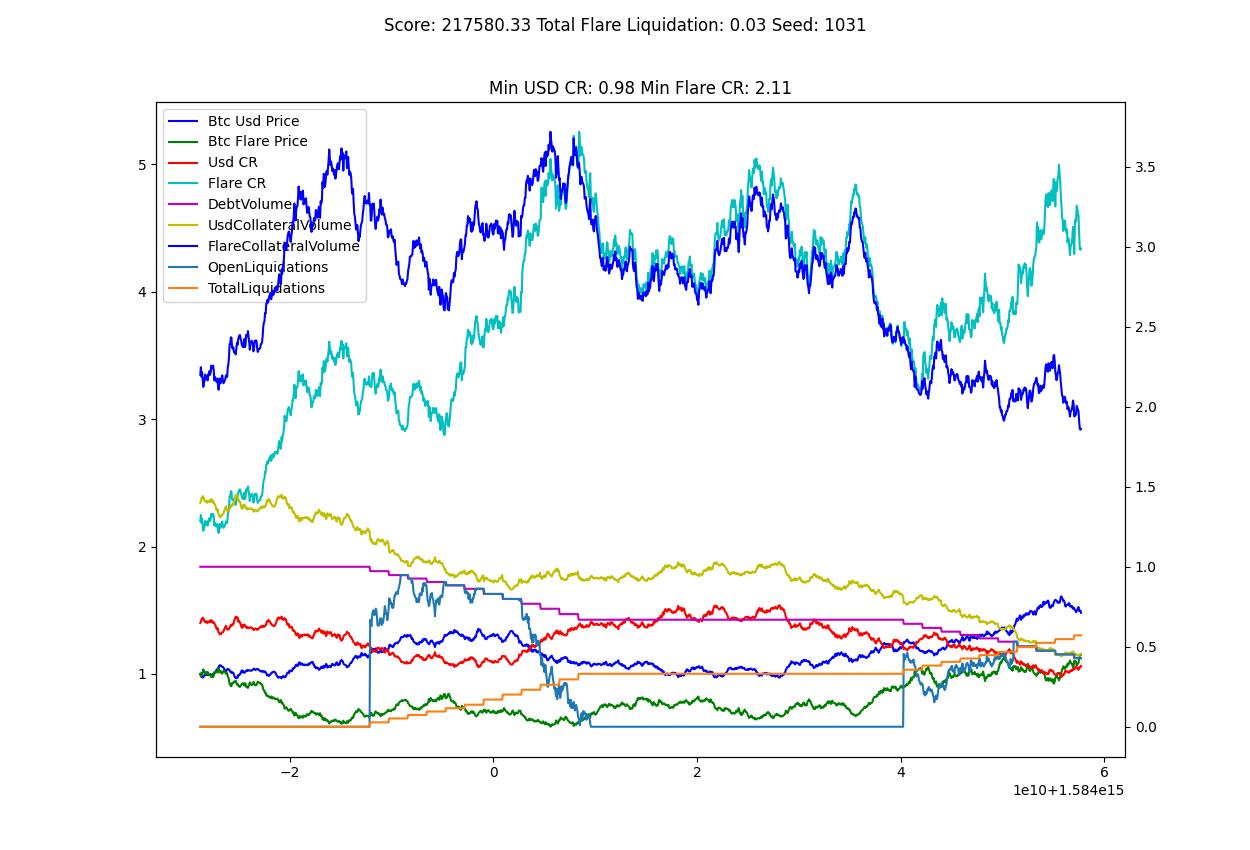 Score: 217580.33 Total Flare Liquidation: 0.03 Seed: 1031
Min USD CR: 0.98 Min Flare CR: 2.11
Btc Usd Price
Btc Flare Price
Usd CR
Flare CR
DebtVolume
UsdCollateralVolume
FlareCollateralVolume
OpenLiquidations
TotalLiquidations
5
4
3
2
1
3.5
3.0
2.5
2.0
1.5
1.0
0.5
0.0
−2
0
2
4
6
1e10+1.584e15